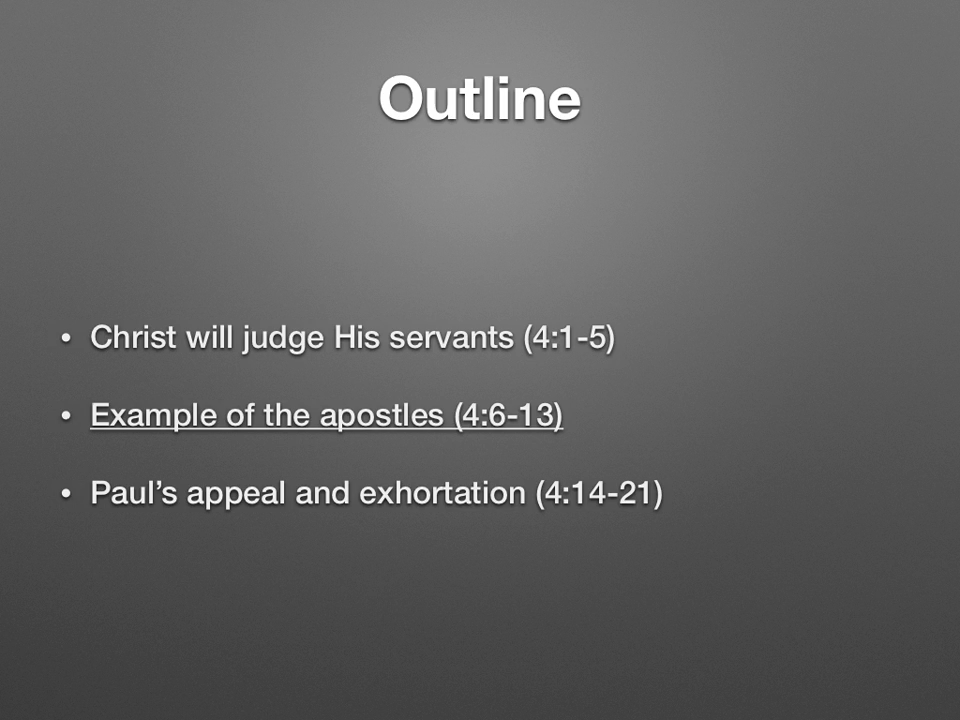 Outline
• Christ will judge His servants (4:1-5)
• Example of the apostles (4:6-13)
• Paul’s appeal and exhortation (4:14-21)